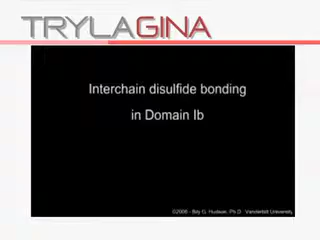 TRYLAGINA
Interchain disulfide bonding
in Domain Ib
©2006 - Billy G. Hudson, Ph.D. Vanderbilt University